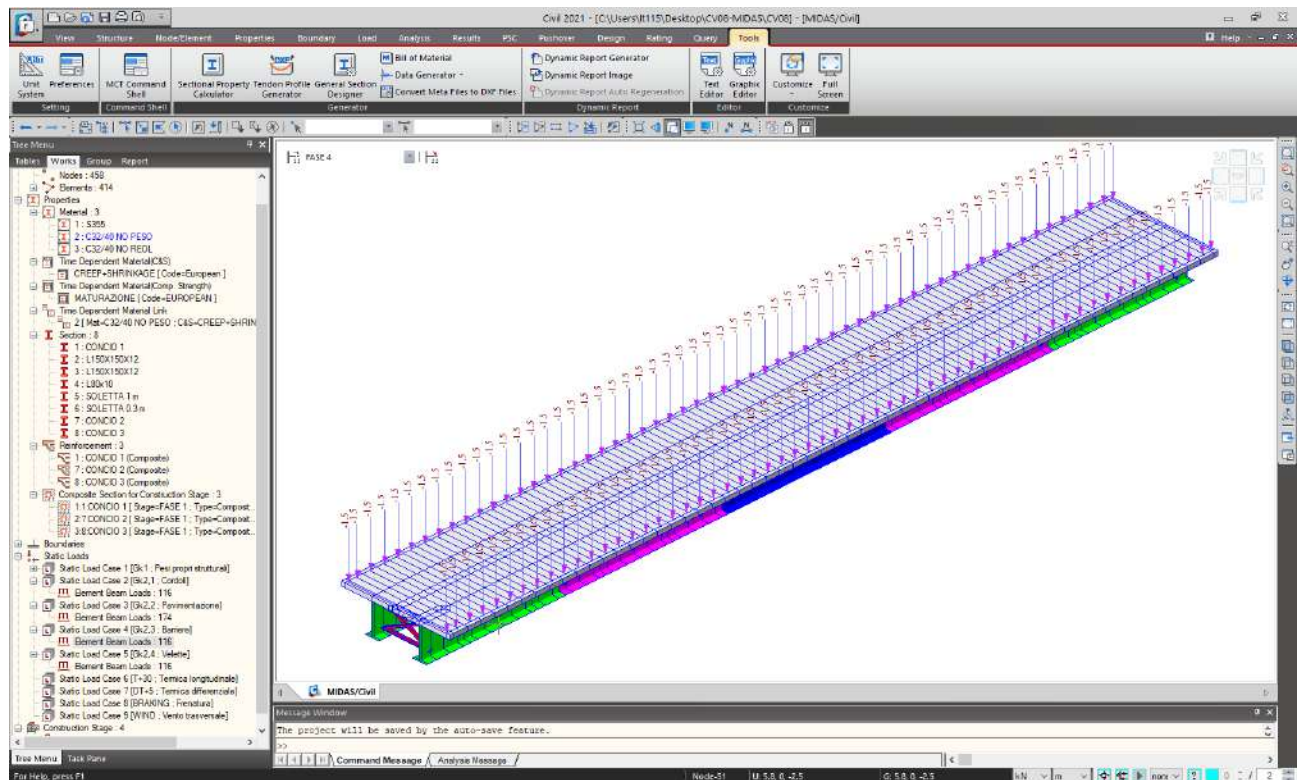 Civil 2021 - [C:\Users\lt115\Desktop\CV08-MIDAS\CV08] - [MIDAS/Civil]
View Structure Node/Element Properties Boundary Load Analysis Results PSC Pushover Design Rating Query Tools Help
Unit System Preferences MCT Command Shell Sectional Property Calculator Tendon Profile Generator General Section Designer
Bill of Material
Data Generator
Convert Meta Files to DXF Files
Dynamic Report Generator
Dynamic Report Image
Dynamic Report Auto Regeneration
Text Editor Graphic Editor Customize Full Screen
Setting Command Shell Generator Dynamic Report Editor Customize
Tree Menu
Tables Works Group Report
Nodes : 458
Elements : 414
Properties
Material : 3
1 : S355
2 : C32/40 NO PESO
3 : C32/40 NO REOL
Time Dependent Material(C&S)
CREEP+SHRINKAGE [ Code=European ]
Time Dependent Material(Comp. Strength)
MATURAZIONE [ Code=EUROPEAN ]
Time Dependent Material Link
2 [ Mat=C32/40 NO PESO ; C&S=CREEP+SHRIN
Section : 8
1 : CONCIO 1
2 : L150X150X12
3 : L150X150X12
4 : L80x10
5 : SOLETTA 1 m
6 : SOLETTA 0.3 m
7 : CONCIO 2
8 : CONCIO 3
Reinforcement : 3
1 : CONCIO 1 (Composite)
7 : CONCIO 2 (Composite)
8 : CONCIO 3 (Composite)
Composite Section for Construction Stage : 3
1:1:CONCIO 1 [ Stage=FASE 1 ; Type=Compost...
2:7:CONCIO 2 [ Stage=FASE 1 ; Type=Compost...
3:8:CONCIO 3 [ Stage=FASE 1 ; Type=Compost...
Boundaries
Static Loads
Static Load Case 1 [Gk1 ; Pesi propri strutturali]
Static Load Case 2 [Gk2,1 ; Cordoli]
Element Beam Loads : 116
Static Load Case 3 [Gk2,2 ; Pavimentazione]
Element Beam Loads : 174
Static Load Case 4 [Gk2,3 ; Barriere]
Element Beam Loads : 116
Static Load Case 5 [Gk2,4 ; Velette]
Element Beam Loads : 116
Static Load Case 6 [T+30 ; Termica longitudinale]
Static Load Case 7 [DT+5 ; Termica differenziale]
Static Load Case 8 [BRAKING ; Frenatura]
Static Load Case 9 [WIND ; Vento trasversale]
Construction Stage : 4
Tree Menu Task Pane
FASE 4
MIDAS/Civil
Message Window
The project will be saved by the auto-save feature.
>>
Command Message Analysis Message
For Help, press F1
Node-51 U: 5.8, 0, -2.5 G: 5.8, 0, -2.5 kN m non 2